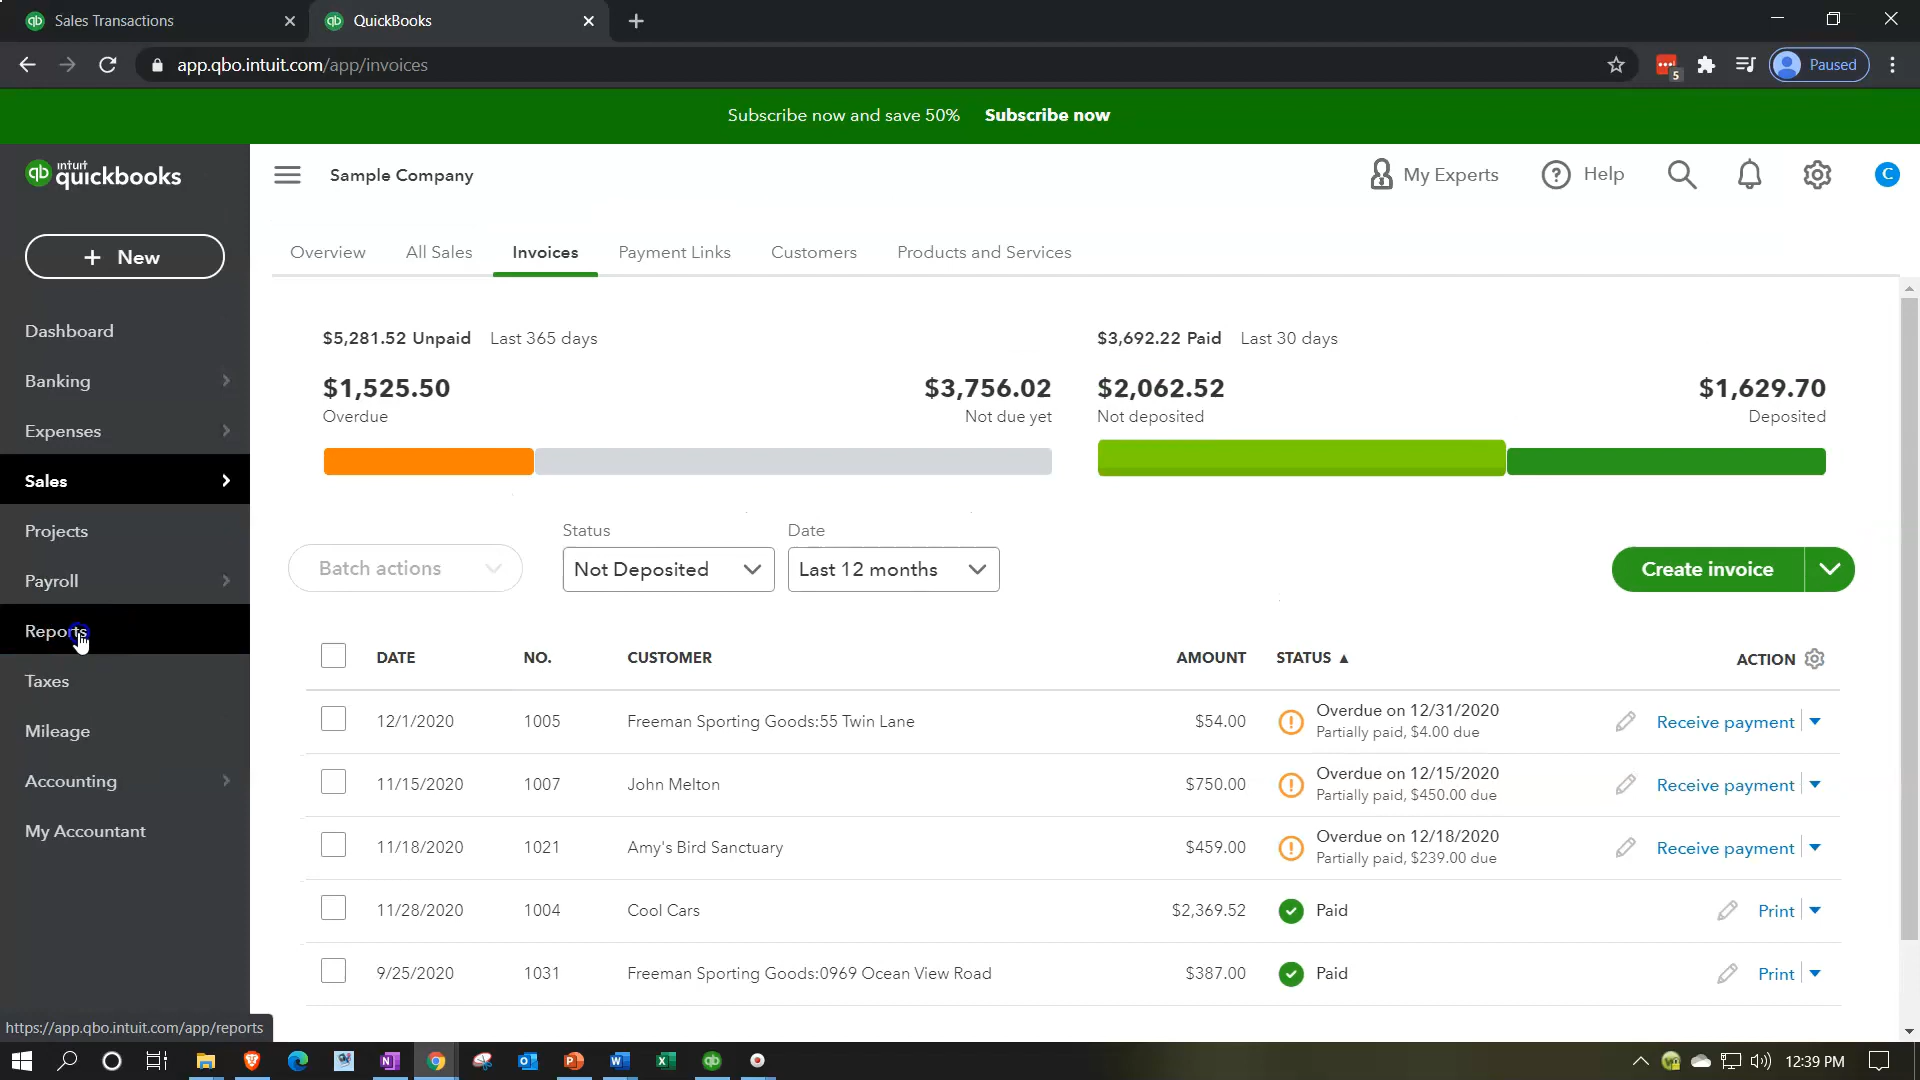 Sales Transactions
QuickBooks
app.qbo.intuit.com/app/invoices
5
Paused
Subscribe now and save 50% Subscribe now
qb intuit quickbooks
Sample Company
My Experts
Help
C
+ New
Overview
All Sales
Invoices
Payment Links
Customers
Products and Services
Dashboard
Banking
Expenses
Sales
Projects
Payroll
Reports
Taxes
Mileage
Accounting
My Accountant
$5,281.52 Unpaid Last 365 days
$3,692.22 Paid Last 30 days
$1,525.50
$3,756.02
$2,062.52
$1,629.70
Overdue
Not due yet
Not deposited
Deposited
Status
Date
Batch actions
Not Deposited
Last 12 months
Create invoice
DATE NO. CUSTOMER AMOUNT STATUS ▲ ACTION
12/1/2020 1005 Freeman Sporting Goods:55 Twin Lane $54.00 Overdue on 12/31/2020 Receive payment
Partially paid, $4.00 due
11/15/2020 1007 John Melton $750.00 Overdue on 12/15/2020 Receive payment
Partially paid, $450.00 due
11/18/2020 1021 Amy's Bird Sanctuary $459.00 Overdue on 12/18/2020 Receive payment
Partially paid, $239.00 due
11/28/2020 1004 Cool Cars $2,369.52 Paid Print
9/25/2020 1031 Freeman Sporting Goods:0969 Ocean View Road $387.00 Paid Print
https://app.qbo.intuit.com/app/reports
12:39 PM